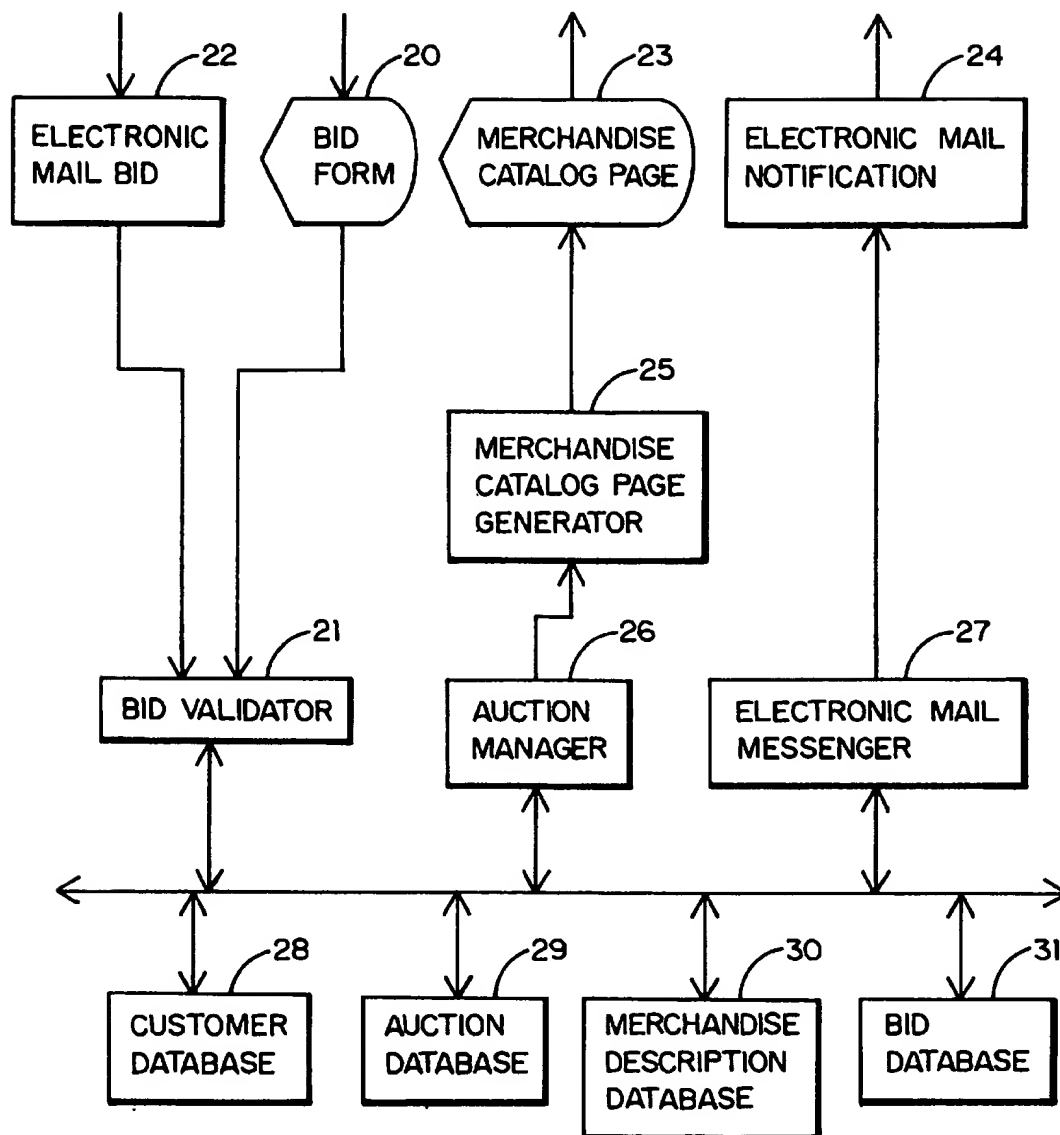 22
20
23
24
ELECTRONIC
MAIL BID
BID
FORM
MERCHANDISE
CATALOG PAGE
ELECTRONIC MAIL
NOTIFICATION
25
MERCHANDISE
CATALOG PAGE
GENERATOR
21
26
27
BID VALIDATOR
AUCTION
MANAGER
ELECTRONIC MAIL
MESSENGER
28
29
30
31
CUSTOMER
DATABASE
AUCTION
DATABASE
MERCHANDISE
DESCRIPTION
DATABASE
BID
DATABASE